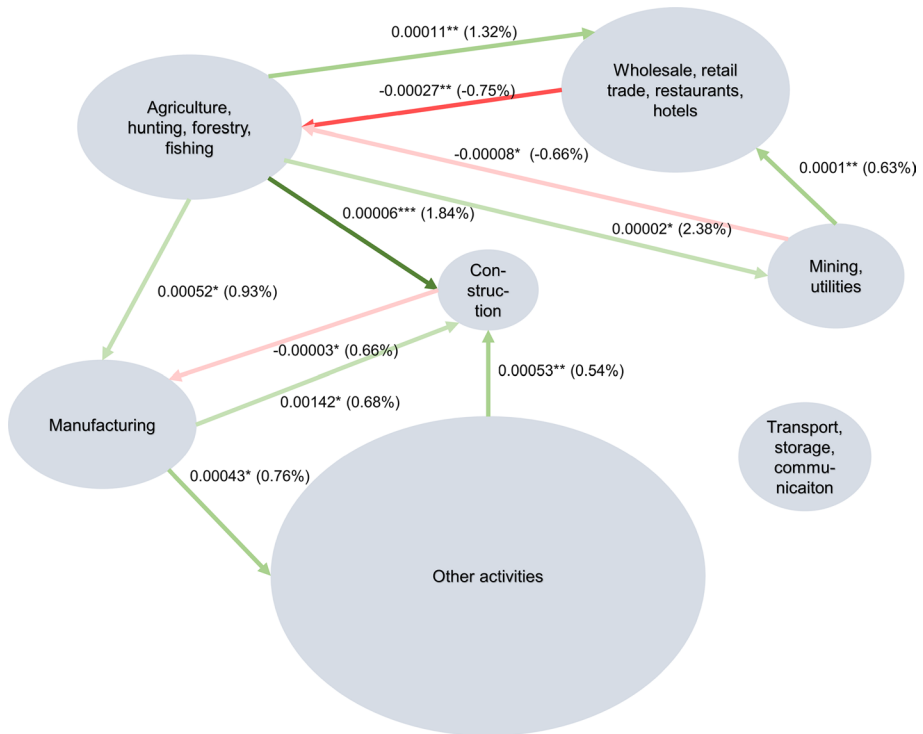 0.00011** (1.32%)
Wholesale, retail
trade, restaurants,
hotels
-0.00027** (-0.75%)
Agriculture,
hunting, forestry,
fishing
-0.00008* (-0.66%)
0.0001** (0.63%)
0.00006*** (1.84%)
0.00002* (2.38%)
Mining,
utilities
Con-
struc-
tion
0.00052* (0.93%)
-0.00003* (0.66%)
0.00053** (0.54%)
0.00142* (0.68%)
Manufacturing
Transport,
storage,
commu-
nicaiton
0.00043* (0.76%)
Other activities